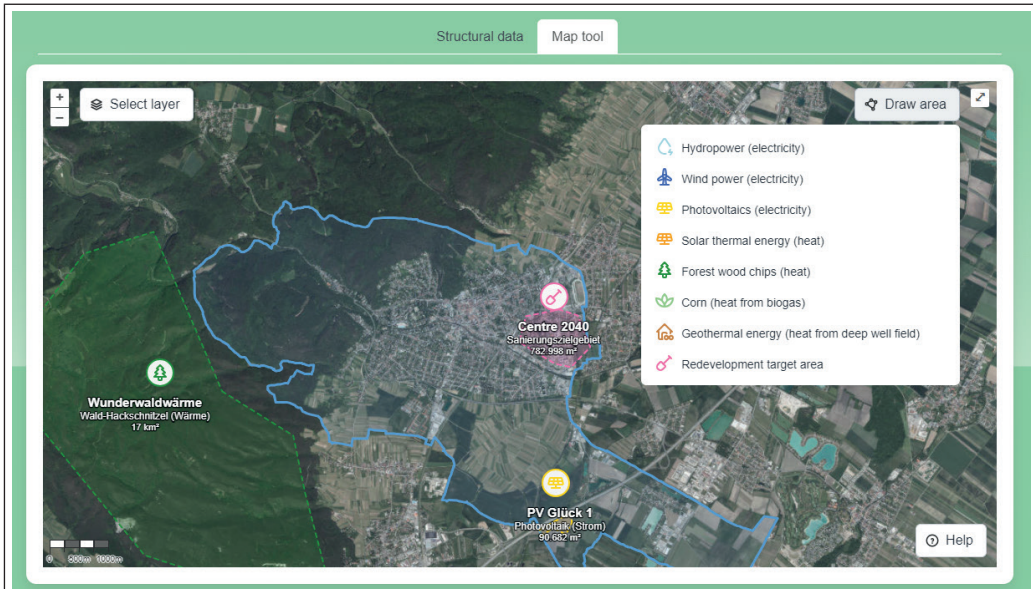 Structural data
Map tool
+
−
Select layer
Draw area
Hydropower (electricity)
Wind power (electricity)
Photovoltaics (electricity)
Solar thermal energy (heat)
Forest wood chips (heat)
Corn (heat from biogas)
Geothermal energy (heat from deep well field)
Redevelopment target area
Centre 2040
Sanierungszielgebiet
782 998 m²
Wunderwaldwärme
Wald-Hackschnitzel (Wärme)
17 km²
PV Glück 1
Photovoltaik (Strom)
90 682 m²
0 500m 1000m
Help